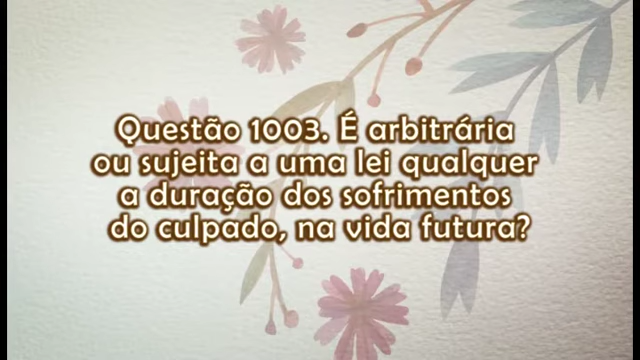 Questão 1003. É arbitrária
ou sujeita a uma lei qualquer
a duração dos sofrimentos
do culpado, na vida futura?